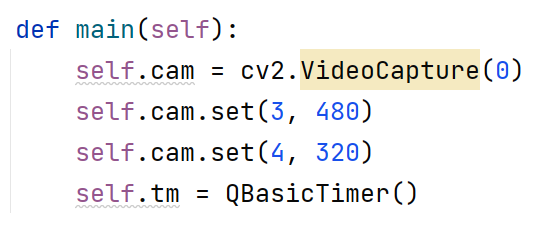 def main(self):
    self.cam = cv2.VideoCapture(0)
    self.cam.set(3, 480)
    self.cam.set(4, 320)
    self.tm = QBasicTimer()